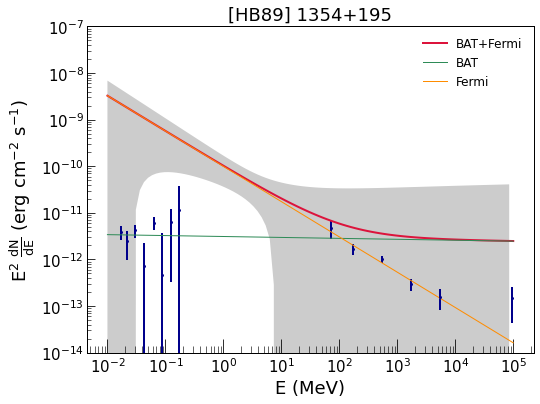 [HB89] 1354+195
10⁻⁷
10⁻⁸
10⁻⁹
10⁻¹⁰
10⁻¹¹
10⁻¹²
10⁻¹³
10⁻¹⁴
E² dN/dE (erg cm⁻² s⁻¹)
BAT+Fermi
BAT
Fermi
10⁻² 10⁻¹ 10⁰ 10¹ 10² 10³ 10⁴ 10⁵
E (MeV)